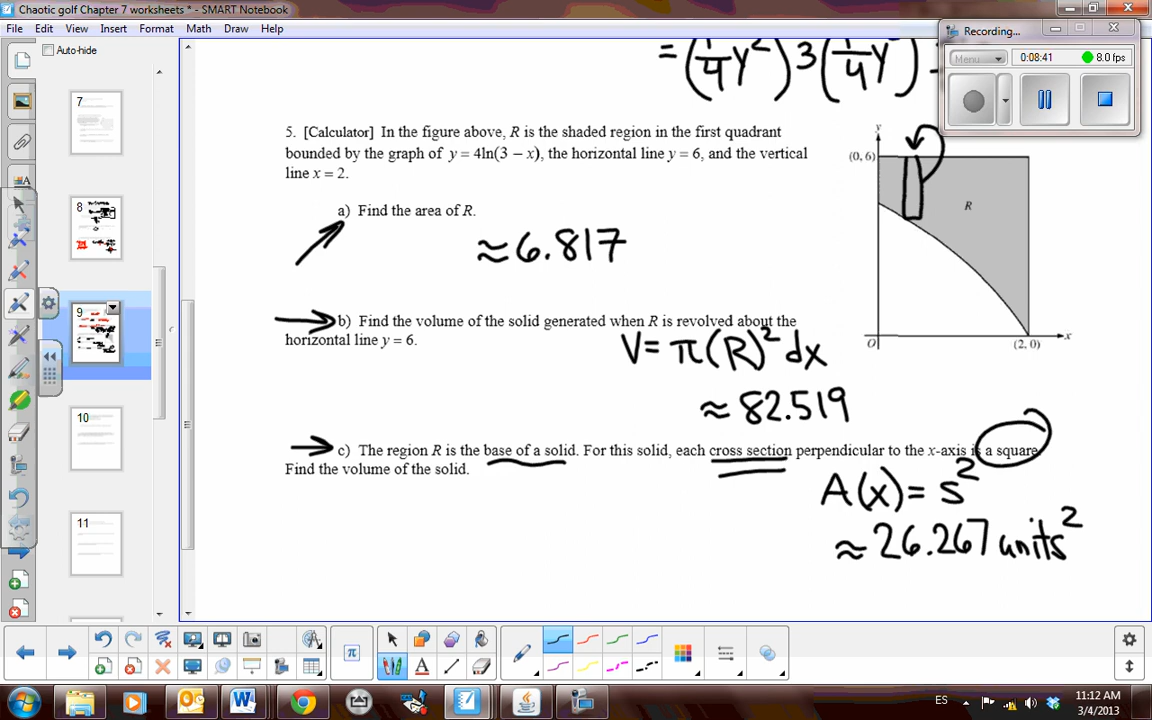 Chaotic golf Chapter 7 worksheets * - SMART Notebook
File Edit View Insert Format Math Draw Help
Auto-hide
Recording...
Menu
0:08:41
8.0 fps
7
8
9
10
11
5. [Calculator] In the figure above, R is the shaded region in the first quadrant
bounded by the graph of y = 4ln(3 − x), the horizontal line y = 6, and the vertical
line x = 2.
a) Find the area of R.
≈6.817
b) Find the volume of the solid generated when R is revolved about the
horizontal line y = 6.
V= π(R)² dx
≈ 82.519
c) The region R is the base of a solid. For this solid, each cross section perpendicular to the x-axis is a square.
Find the volume of the solid.
A(x) = s²
≈ 26.267 units²
y
(0, 6)
R
O
(2, 0)
x
π
A
ES
11:12 AM
3/4/2013